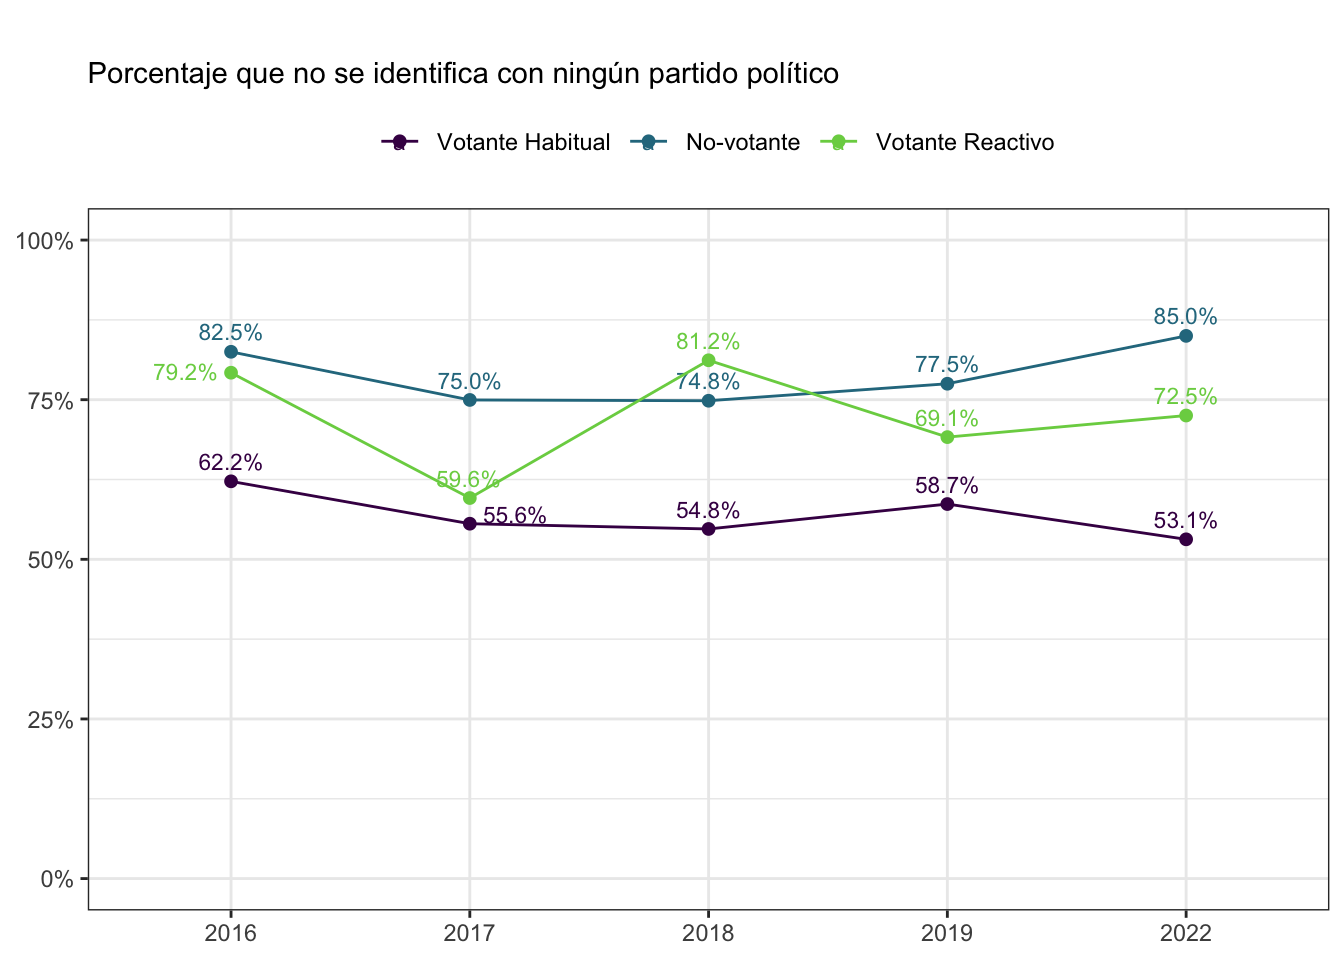 Porcentaje que no se identifica con ningún partido político
Votante Habitual No-votante Votante Reactivo
100%
75%
50%
25%
0%
82.5% 75.0% 74.8% 77.5% 85.0%
79.2% 59.6% 81.2% 69.1% 72.5%
62.2% 55.6% 54.8% 58.7% 53.1%
2016 2017 2018 2019 2022